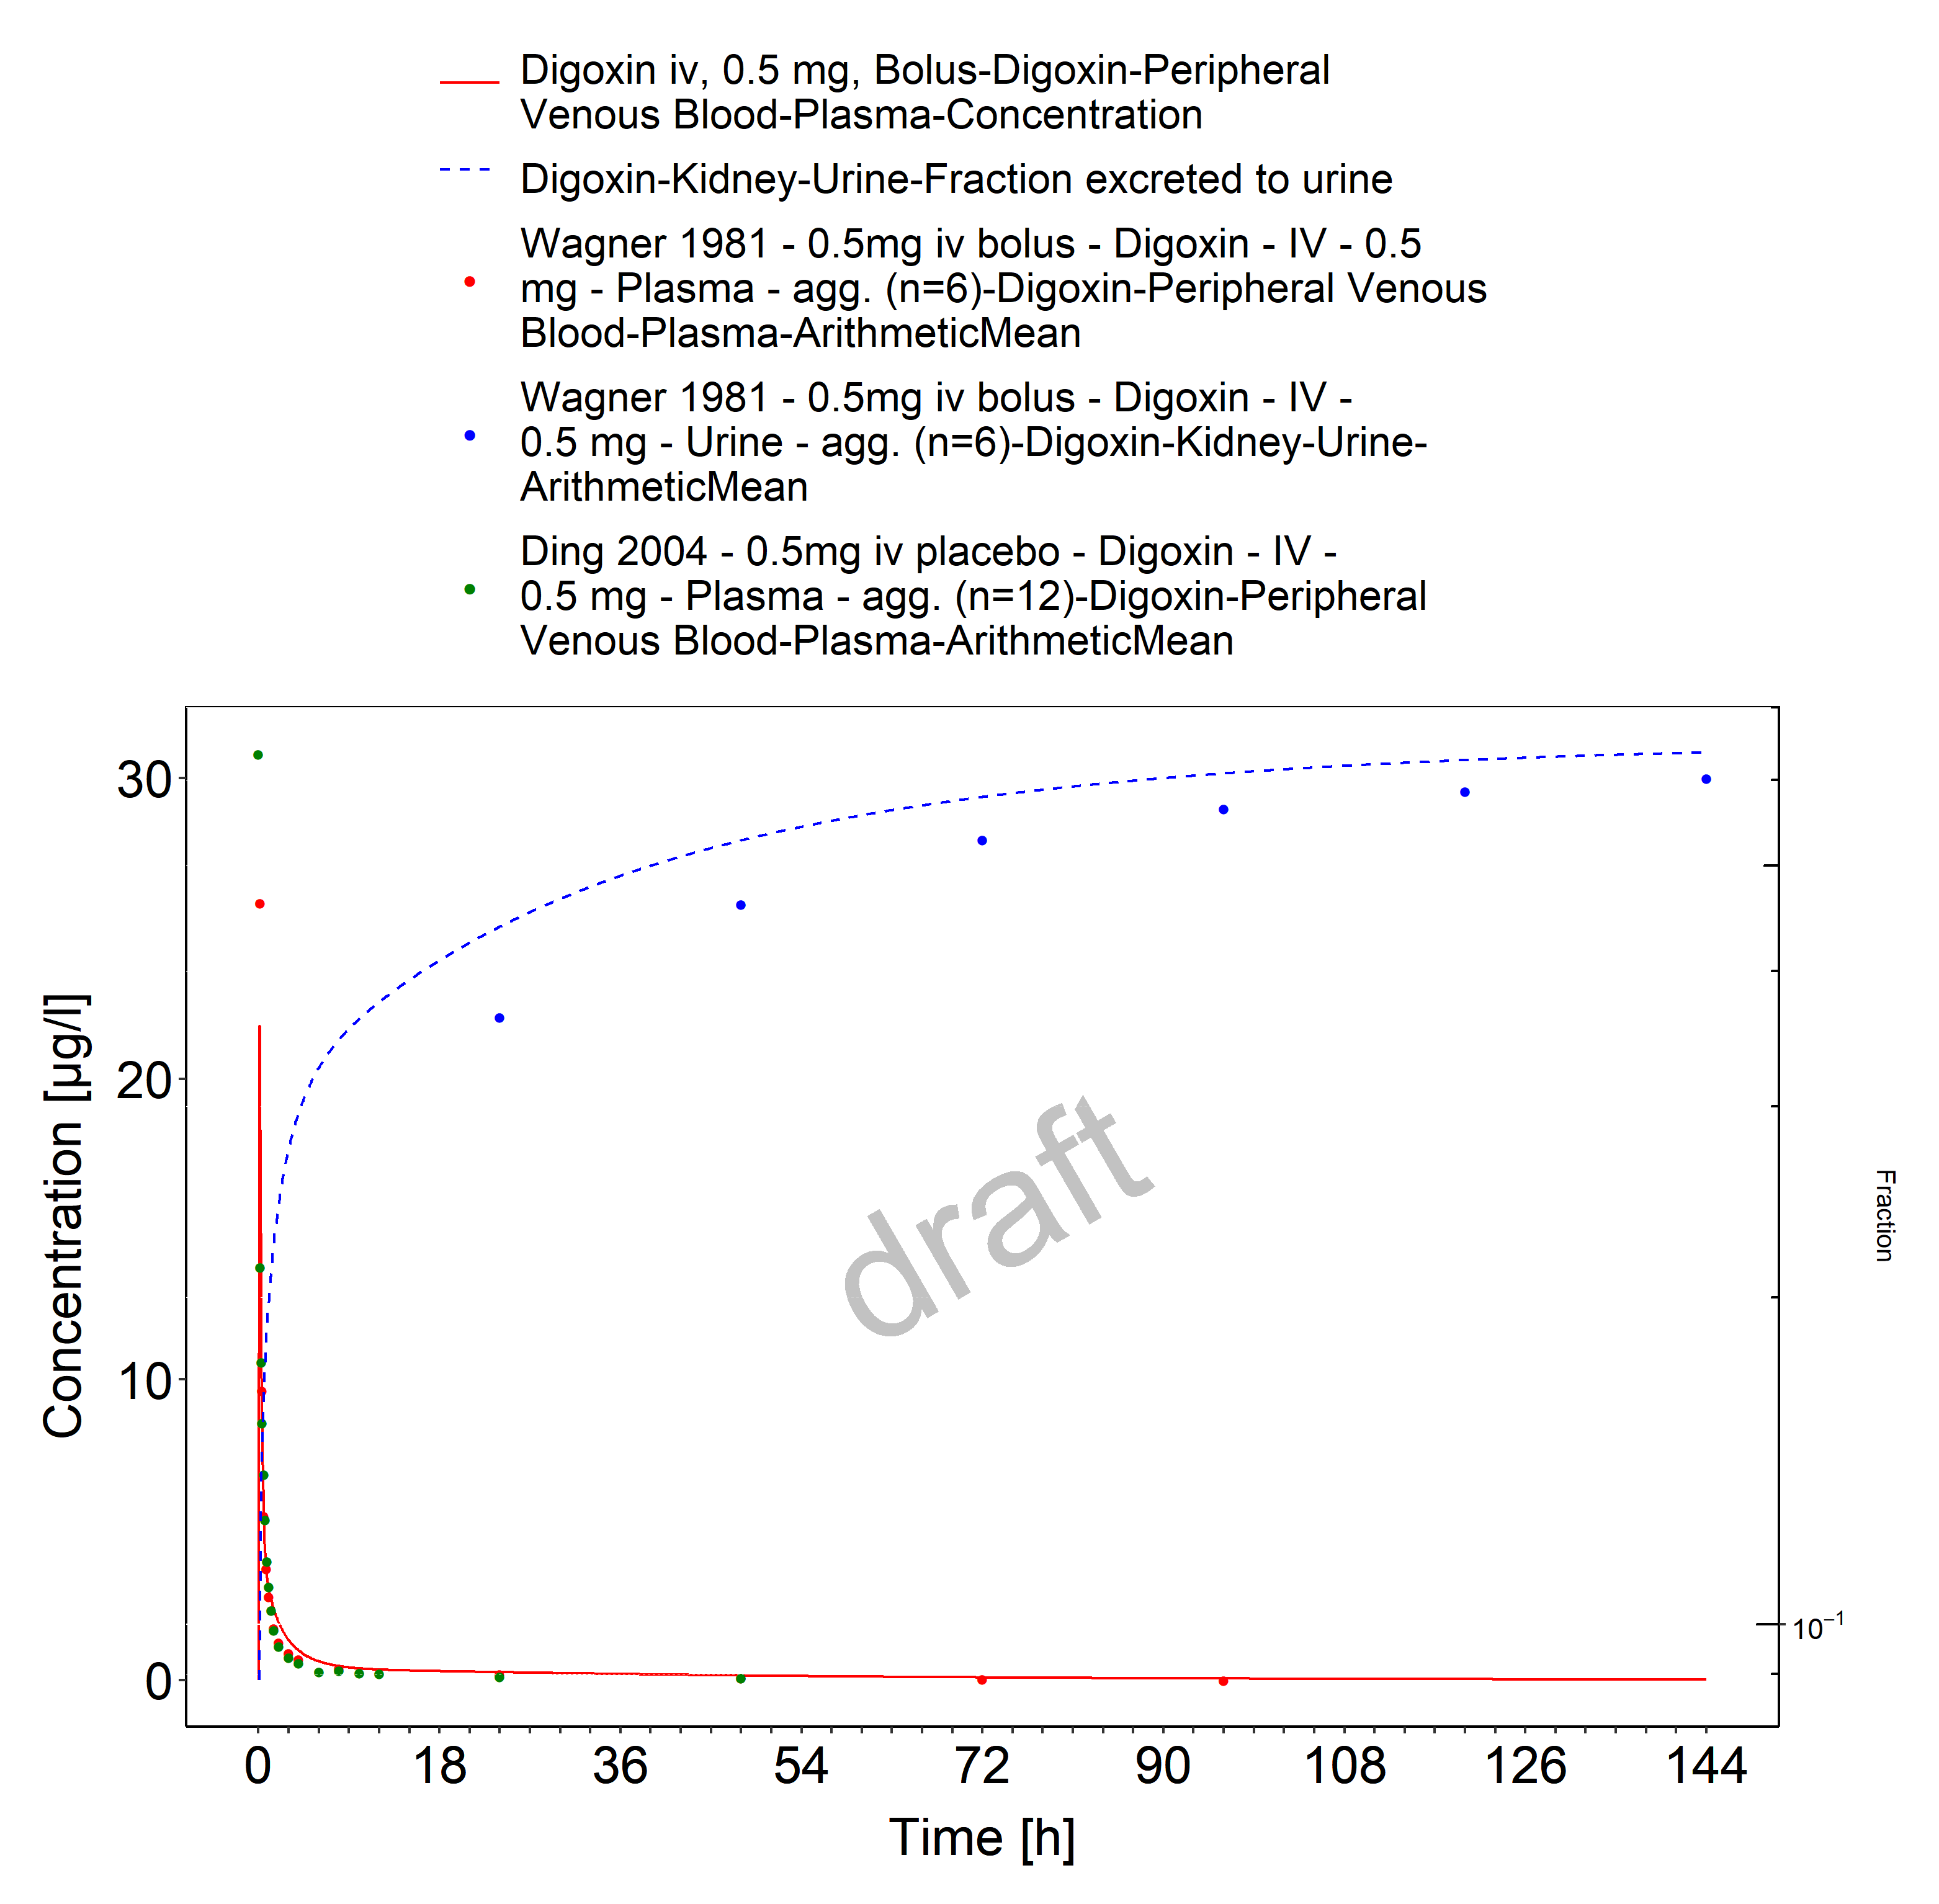 Digoxin iv, 0.5 mg, Bolus-Digoxin-Peripheral
Venous Blood-Plasma-Concentration
Digoxin-Kidney-Urine-Fraction excreted to urine
Wagner 1981 - 0.5mg iv bolus - Digoxin - IV - 0.5
mg - Plasma - agg. (n=6)-Digoxin-Peripheral Venous
Blood-Plasma-ArithmeticMean
Wagner 1981 - 0.5mg iv bolus - Digoxin - IV -
0.5 mg - Urine - agg. (n=6)-Digoxin-Kidney-Urine-
ArithmeticMean
Ding 2004 - 0.5mg iv placebo - Digoxin - IV -
0.5 mg - Plasma - agg. (n=12)-Digoxin-Peripheral
Venous Blood-Plasma-ArithmeticMean
Concentration [µg/l]
30
20
10
0
draft
Fraction
10⁻¹
0 18 36 54 72 90 108 126 144
Time [h]